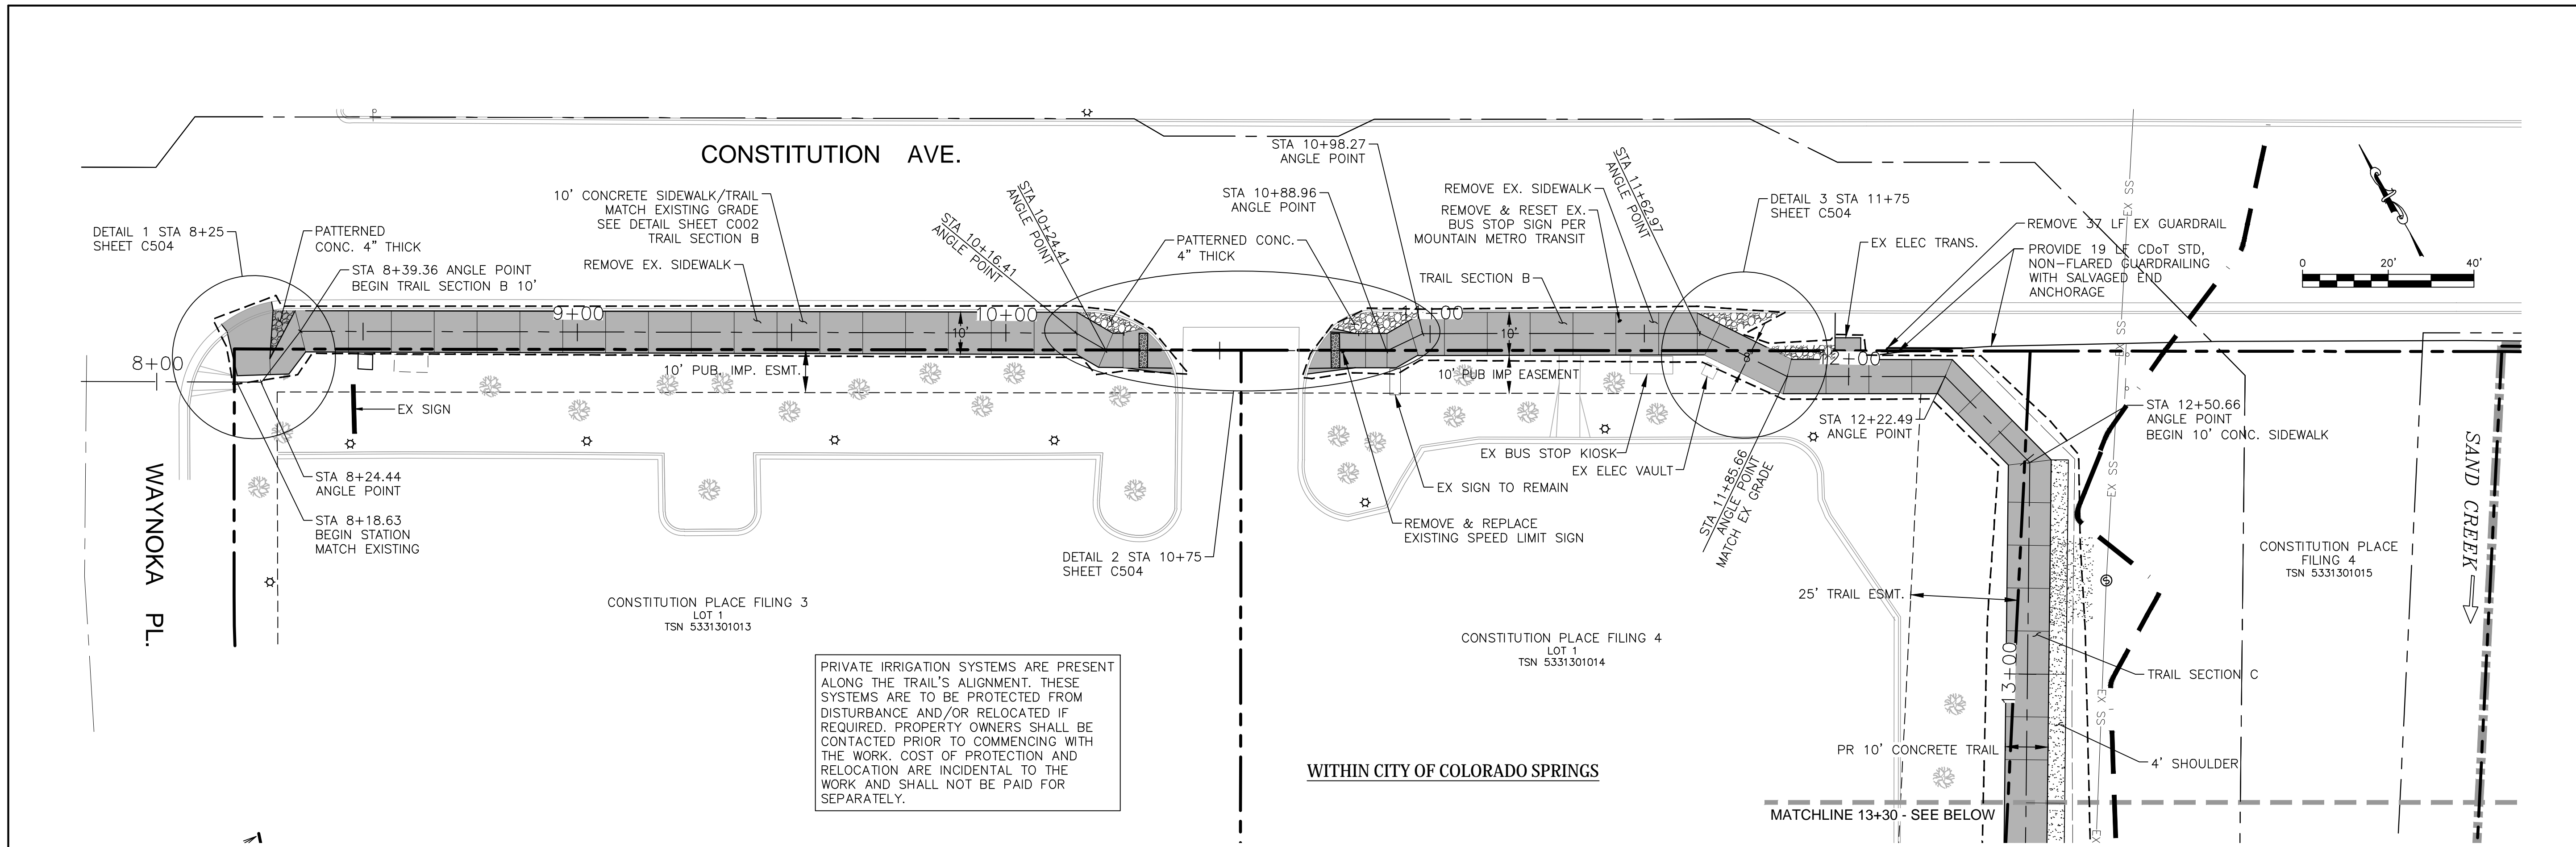 CONSTITUTION AVE.
DETAIL 1 STA 8+25
SHEET C504
PATTERNED
CONC. 4" THICK
STA 8+39.36 ANGLE POINT
BEGIN TRAIL SECTION B 10'
10' CONCRETE SIDEWALK/TRAIL
MATCH EXISTING GRADE
SEE DETAIL SHEET C002
TRAIL SECTION B
REMOVE EX. SIDEWALK
STA 10+16.41
ANGLE POINT
STA 10+24.41
ANGLE POINT
PATTERNED CONC.
4" THICK
STA 10+88.96
ANGLE POINT
STA 10+98.27
ANGLE POINT
REMOVE EX. SIDEWALK
REMOVE & RESET EX.
BUS STOP SIGN PER
MOUNTAIN METRO TRANSIT
TRAIL SECTION B
STA 11+62.97
ANGLE POINT
DETAIL 3 STA 11+75
SHEET C504
EX ELEC TRANS.
REMOVE 37 LF EX GUARDRAIL
PROVIDE 19 LF CDoT STD,
NON-FLARED GUARDRAILING
WITH SALVAGED END
ANCHORAGE
0
20'
40'
EX SS
EX SS
EX SS
EX SS
EX SS
EX
8+00
9+00
10+00
11+00
12+00
13+00
10'
10'
8'
10' PUB. IMP. ESMT.
10' PUB IMP EASEMENT
EX SIGN
STA 8+24.44
ANGLE POINT
STA 8+18.63
BEGIN STATION
MATCH EXISTING
WAYNOKA PL.
DETAIL 2 STA 10+75
SHEET C504
EX BUS STOP KIOSK
EX ELEC VAULT
EX SIGN TO REMAIN
REMOVE & REPLACE
EXISTING SPEED LIMIT SIGN
STA 11+85.66
ANGLE POINT
MATCH EX GRADE
STA 12+22.49
ANGLE POINT
STA 12+50.66
ANGLE POINT
BEGIN 10' CONC. SIDEWALK
SAND CREEK
CONSTITUTION PLACE
FILING 4
TSN 5331301015
S
25' TRAIL ESMT.
CONSTITUTION PLACE FILING 3
LOT 1
TSN 5331301013
CONSTITUTION PLACE FILING 4
LOT 1
TSN 5331301014
TRAIL SECTION C
PRIVATE IRRIGATION SYSTEMS ARE PRESENT
ALONG THE TRAIL'S ALIGNMENT. THESE
SYSTEMS ARE TO BE PROTECTED FROM
DISTURBANCE AND/OR RELOCATED IF
REQUIRED. PROPERTY OWNERS SHALL BE
CONTACTED PRIOR TO COMMENCING WITH
THE WORK. COST OF PROTECTION AND
RELOCATION ARE INCIDENTAL TO THE
WORK AND SHALL NOT BE PAID FOR
SEPARATELY.
PR 10' CONCRETE TRAIL
4' SHOULDER
WITHIN CITY OF COLORADO SPRINGS
MATCHLINE 13+30 - SEE BELOW